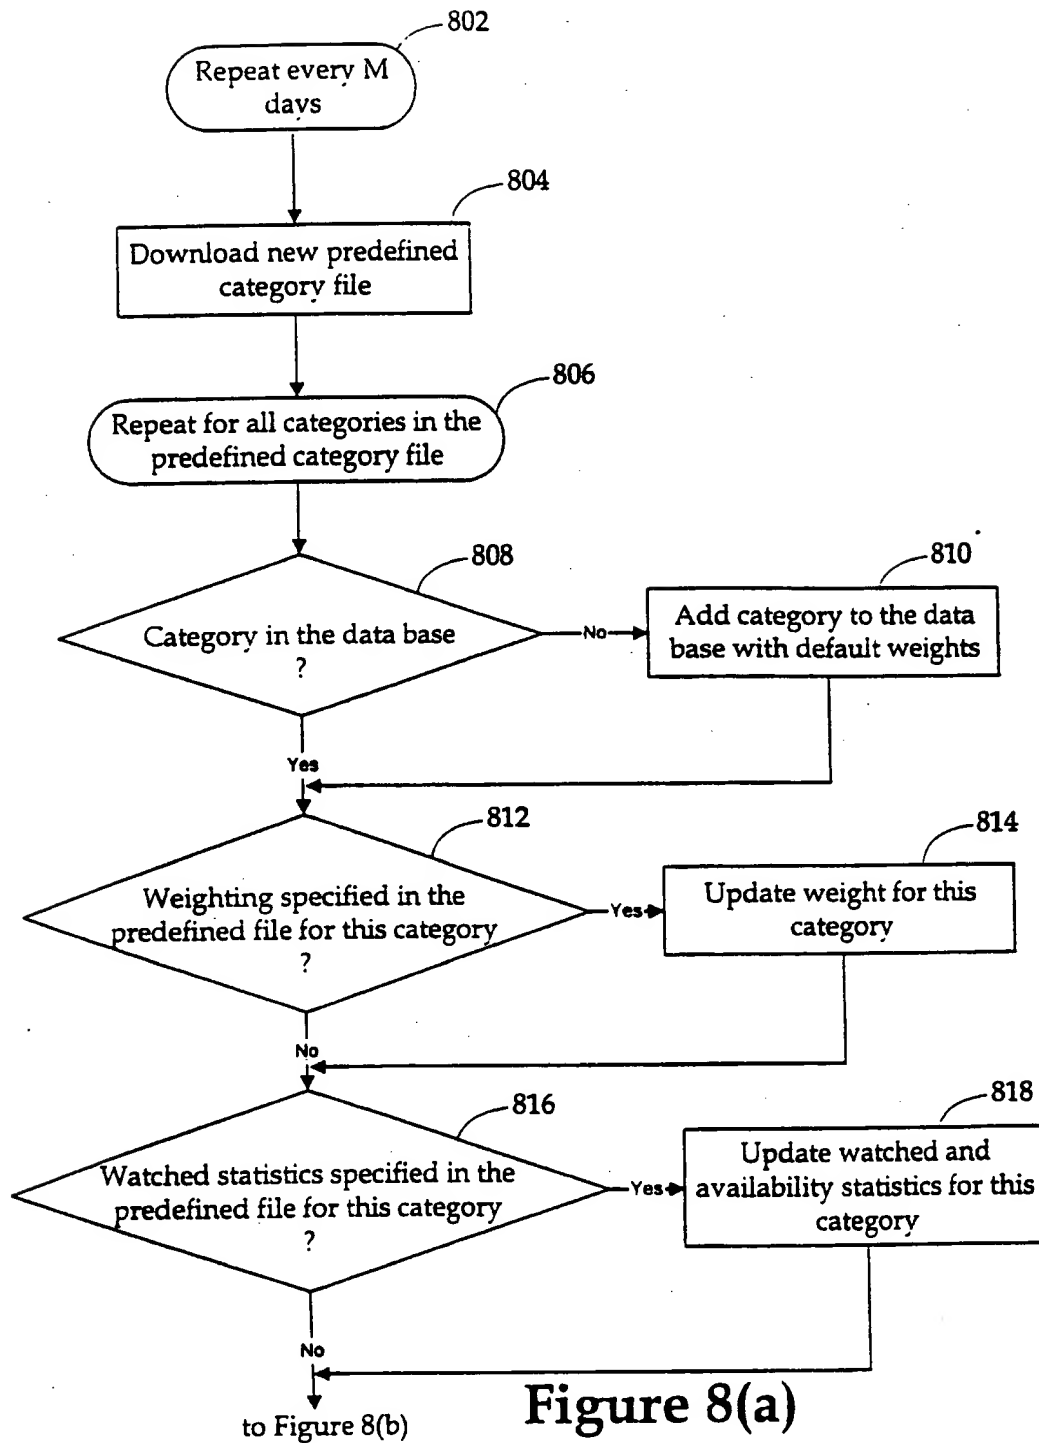 802
Repeat every M
days
804
Download new predefined
category file
806
Repeat for all categories in the
predefined category file
808
Category in the data base
?
No
810
Add category to the data
base with default weights
Yes
812
Weighting specified in the
predefined file for this category
?
Yes
814
Update weight for this
category
No
816
Watched statistics specified in the
predefined file for this category
?
Yes
818
Update watched and
availability statistics for this
category
No
to Figure 8(b)
Figure 8(a)